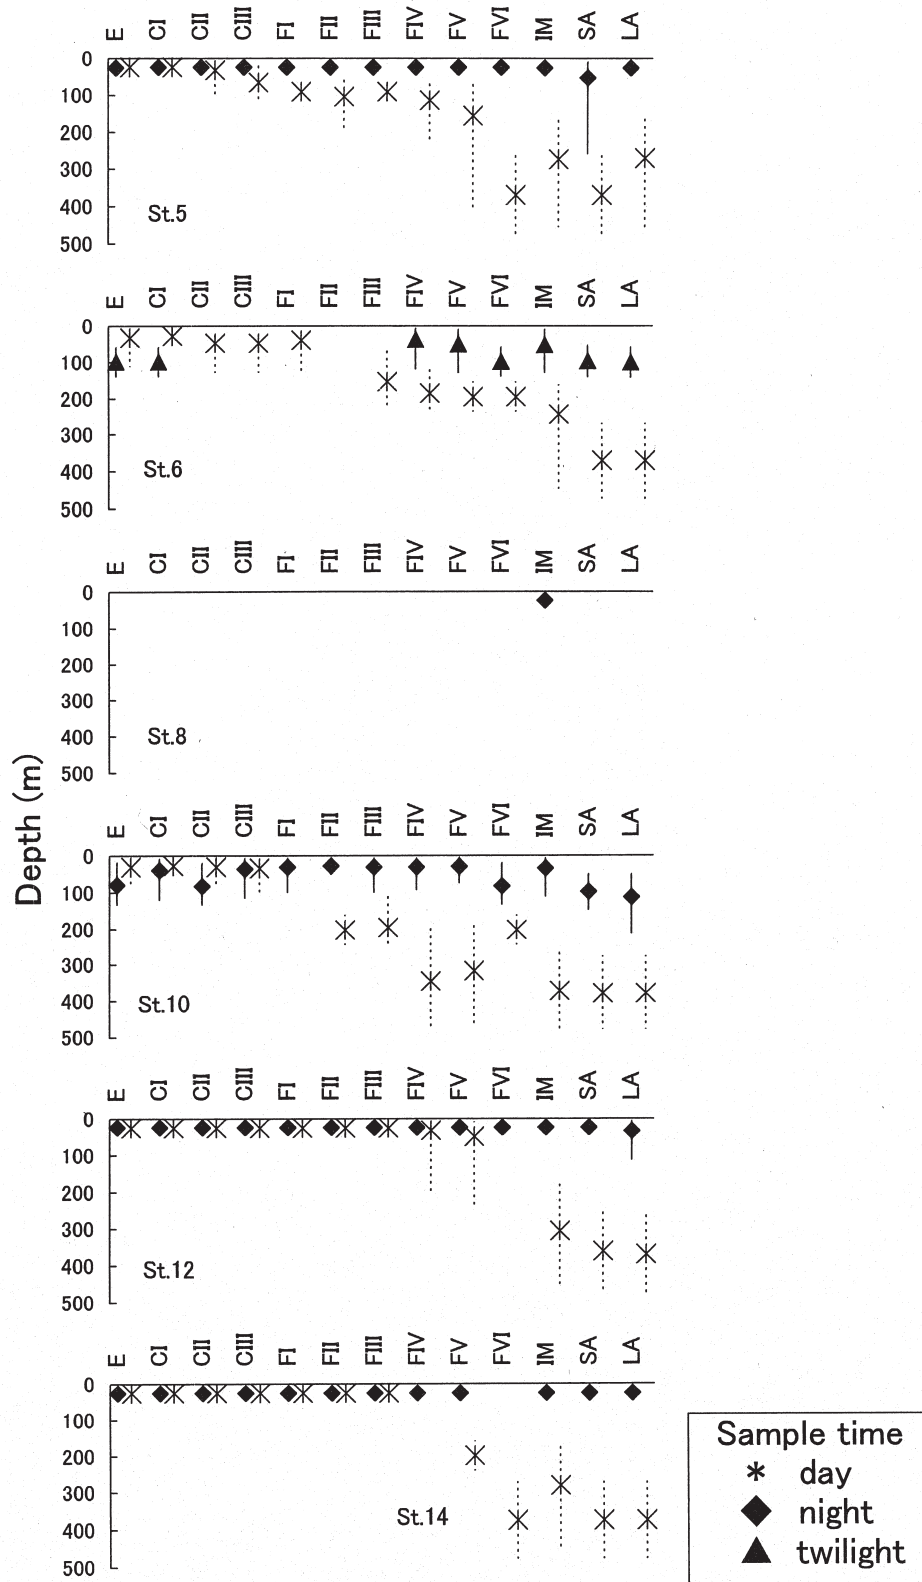 E CI CII CIII FI FII FIII FIV FV FVI IM SA LA
0
100
200
300
400
500
St.5
E CI CII CIII FI FII FIII FIV FV FVI IM SA LA
0
100
200
300
400
500
St.6
E CI CII CIII FI FII FIII FIV FV FVI IM SA LA
0
100
200
300
400
500
St.8
Depth (m)
E CI CII CIII FI FII FIII FIV FV FVI IM SA LA
0
100
200
300
400
500
St.10
E CI CII CIII FI FII FIII FIV FV FVI IM SA LA
0
100
200
300
400
500
St.12
E CI CII CIII FI FII FIII FIV FV FVI IM SA LA
0
100
200
300
400
500
St.14
Sample time
day
night
twilight